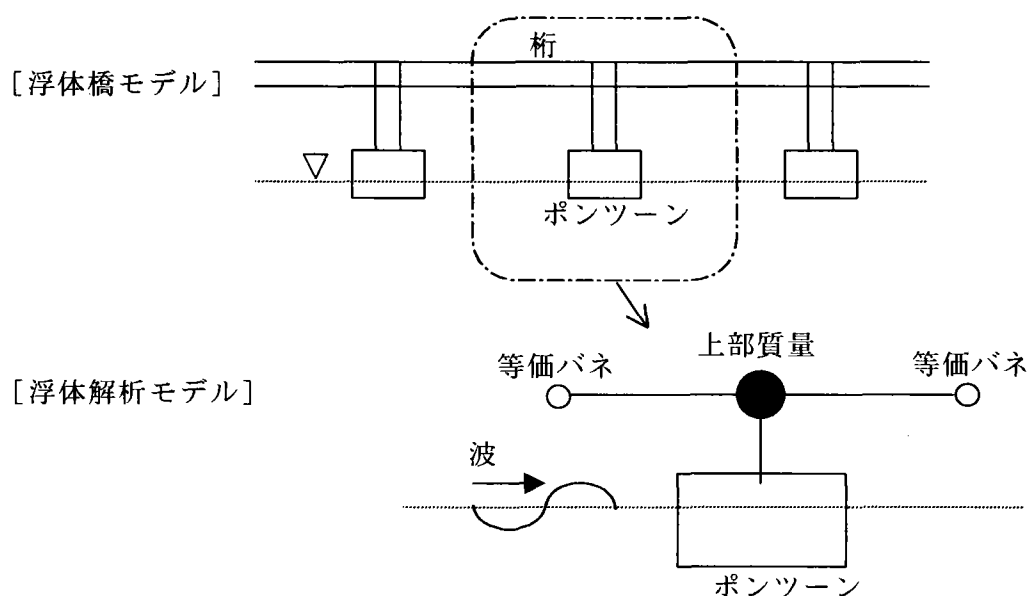 桁
[浮体橋モデル]
ポンツーン
上部質量
等価バネ
等価バネ
[浮体解析モデル]
波
ポンツーン